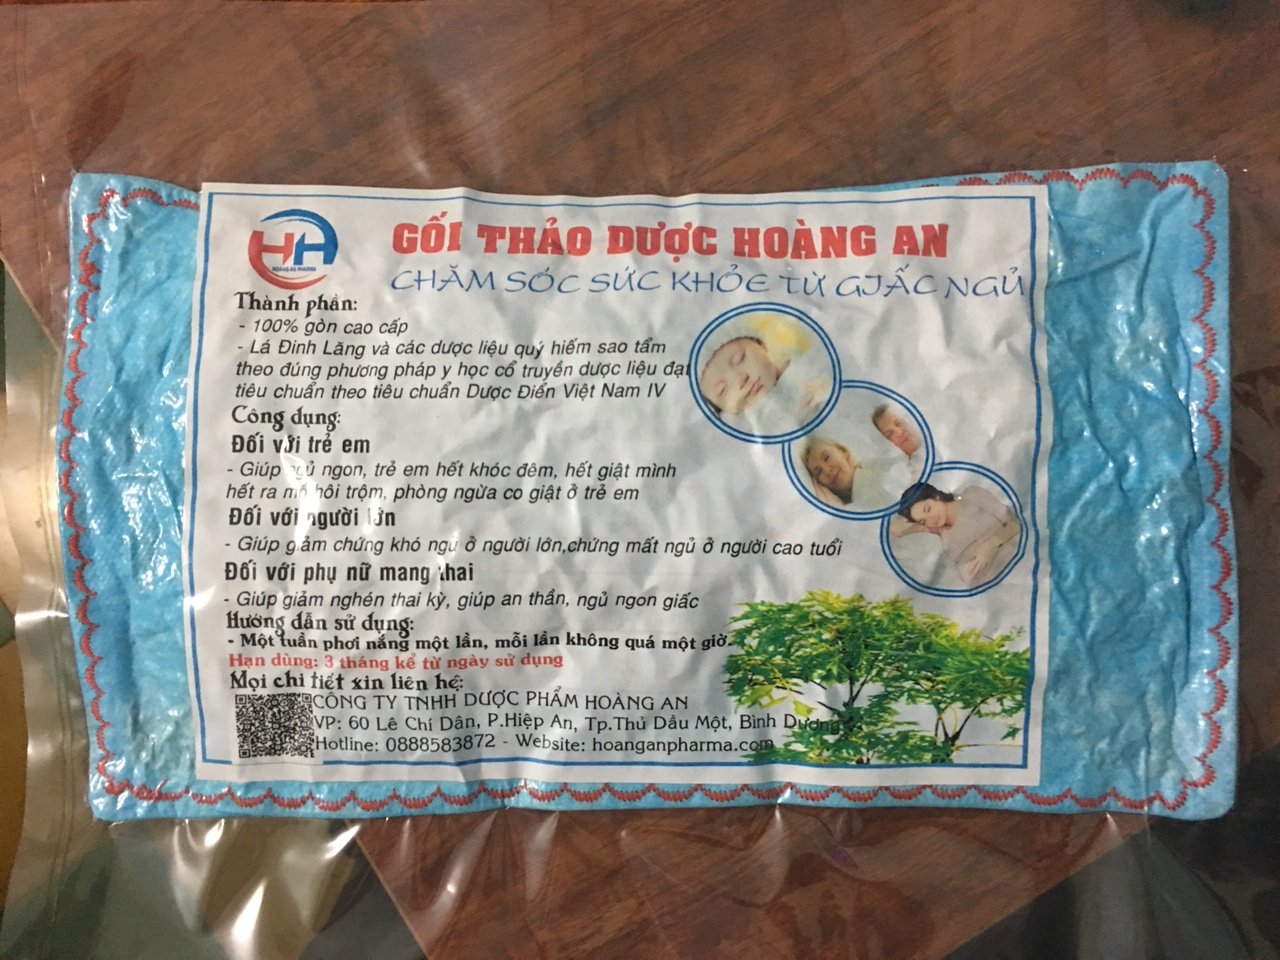 HOÀNG AN PHARMA
GỐI THẢO DƯỢC HOÀNG AN
CHĂM SÓC SỨC KHỎE TỪ GIẤC NGỦ
Thành phần:
- 100% gòn cao cấp
- Lá Đinh Lăng và các dược liệu quý hiếm sao tẩm
theo đúng phương pháp y học cổ truyền dược liệu đạt
tiêu chuẩn theo tiêu chuẩn Dược Điển Việt Nam IV
Công dụng:
Đối với trẻ em
- Giúp ngủ ngon, trẻ em hết khóc đêm, hết giật mình
hết ra mồ hôi trộm, phòng ngừa co giật ở trẻ em
Đối với người lớn
- Giúp giảm chứng khó ngủ ở người lớn,chứng mất ngủ ở người cao tuổi
Đối với phụ nữ mang thai
- Giúp giảm nghén thai kỳ, giúp an thần, ngủ ngon giấc
Hướng dẫn sử dụng:
- Một tuần phơi nắng một lần, mỗi lần không quá một giờ.
Hạn dùng: 3 tháng kể từ ngày sử dụng
Mọi chi tiết xin liên hệ:
CÔNG TY TNHH DƯỢC PHẨM HOÀNG AN
VP: 60 Lê Chí Dân, P.Hiệp An, Tp.Thủ Dầu Một, Bình Dương
Hotline: 0888583872 - Website: hoanganpharma.com